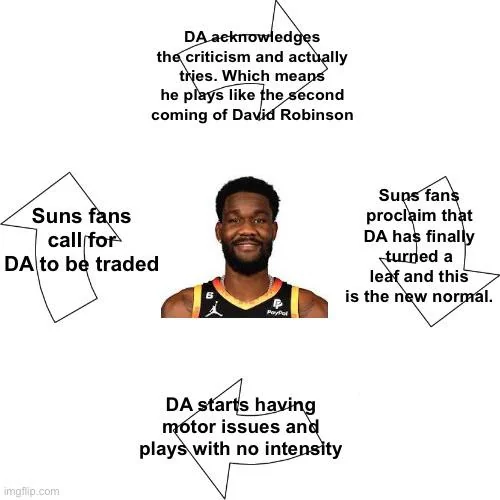 DA acknowledges
the criticism and actually
tries. Which means
he plays like the second
coming of David Robinson
Suns fans
proclaim that
DA has finally
turned a
leaf and this
is the new normal.
DA starts having
motor issues and
plays with no intensity
Suns fans
call for
DA to be traded
6
PayPal
imgflip.com